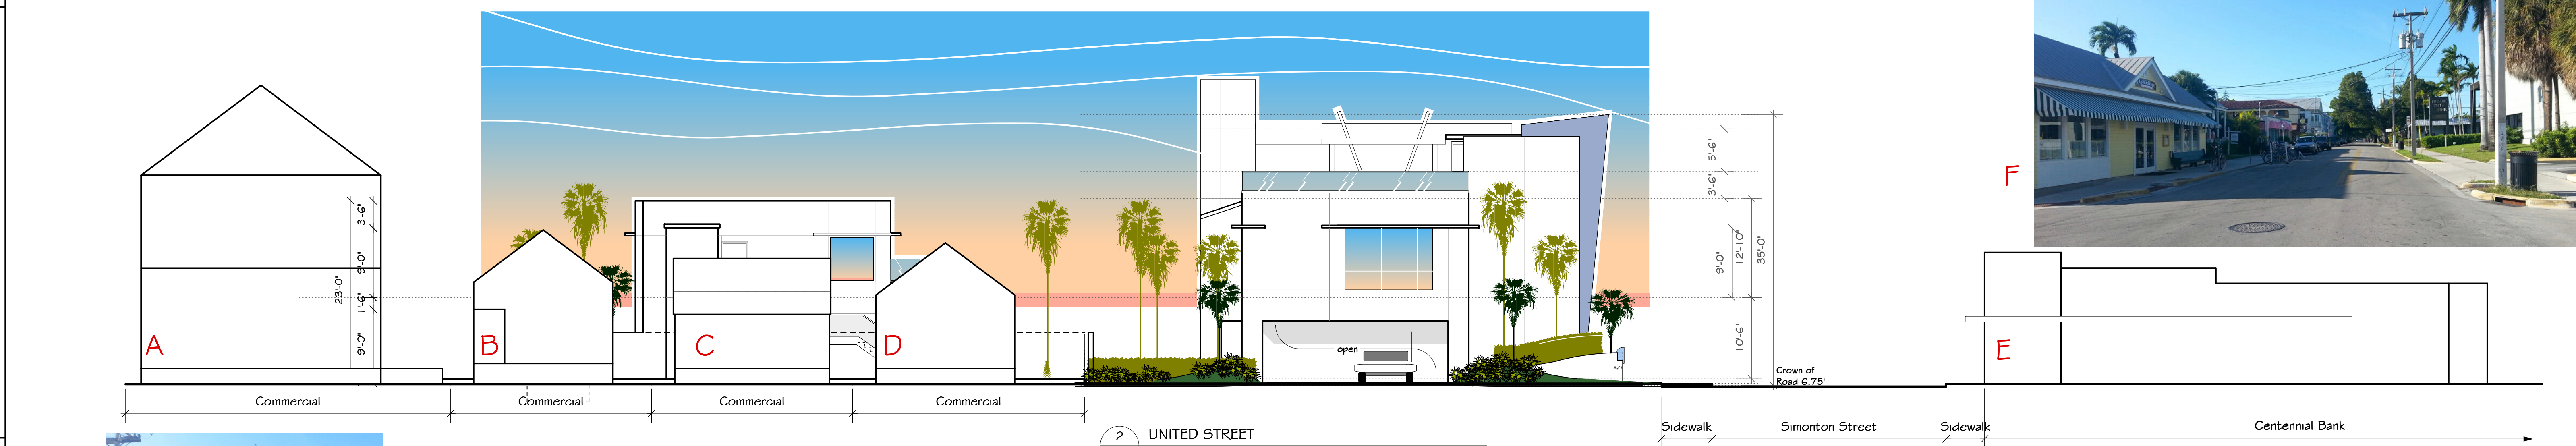 A
B
C
D
E
F
23'-0"
3'-6"
9'-0"
1'-6"
9'-0"
5'-6"
3'-6"
9'-0"
12'-10"
35'-0"
10'-6"
open
Crown of
Road 6.75'
Commercial
Commercial
Commercial
Commercial
Sidewalk
Simonton Street
Sidewalk
Centennial Bank
2
UNITED STREET